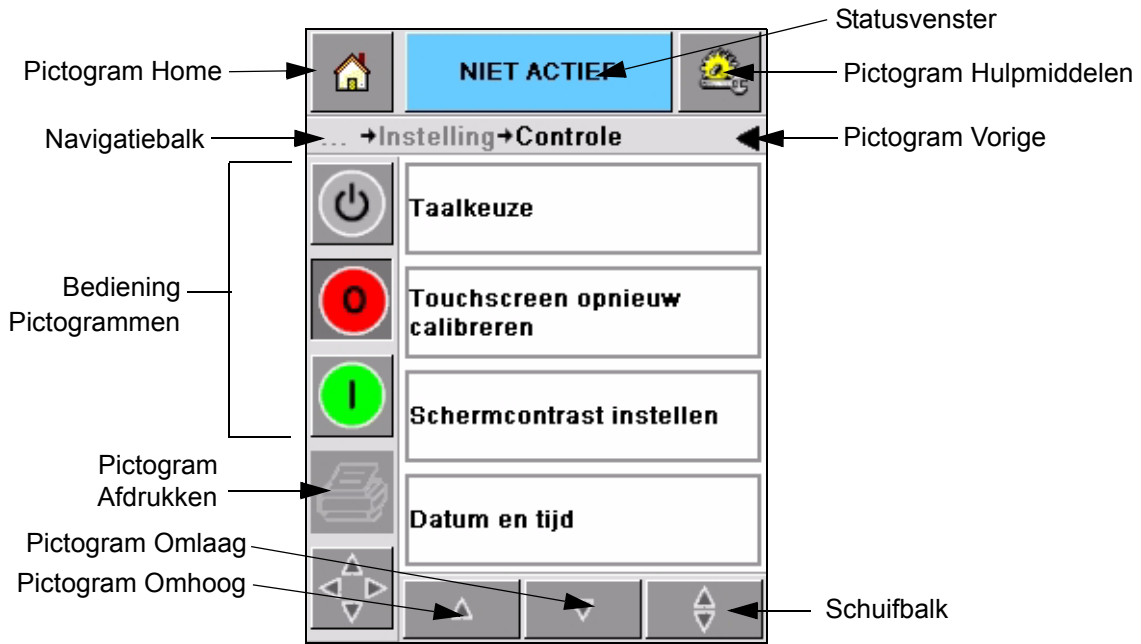 Statusvenster
Pictogram Home
NIET ACTIEF
Pictogram Hulpmiddelen
Navigatiebalk
... →Instelling→Controle
Pictogram Vorige
Taalkeuze
Bediening
Pictogrammen
O
Touchscreen opnieuw
calibreren
I
Schermcontrast instellen
Pictogram
Afdrukken
Datum en tijd
Pictogram Omlaag
Pictogram Omhoog
Schuifbalk